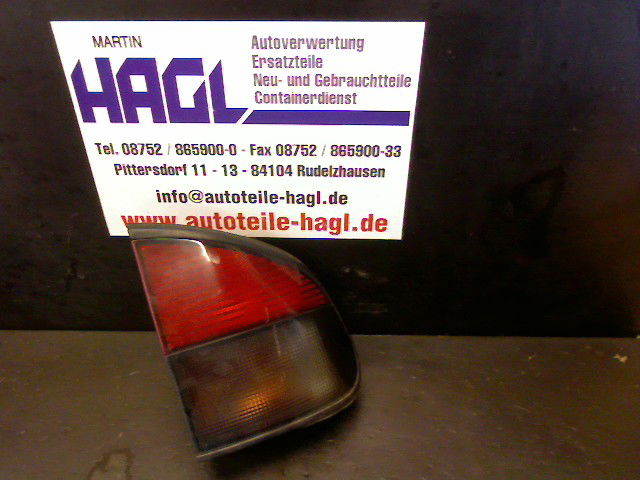 MARTIN
HAGL
Autoverwertung
Ersatzteile
Neu- und Gebrauchtteile
Containerdienst
Tel. 08752 / 865900-0 - Fax 08752 / 865900-33
Pittersdorf 11 - 13 - 84104 Rudelzhausen
info@autoteile-hagl.de
www.autoteile-hagl.de